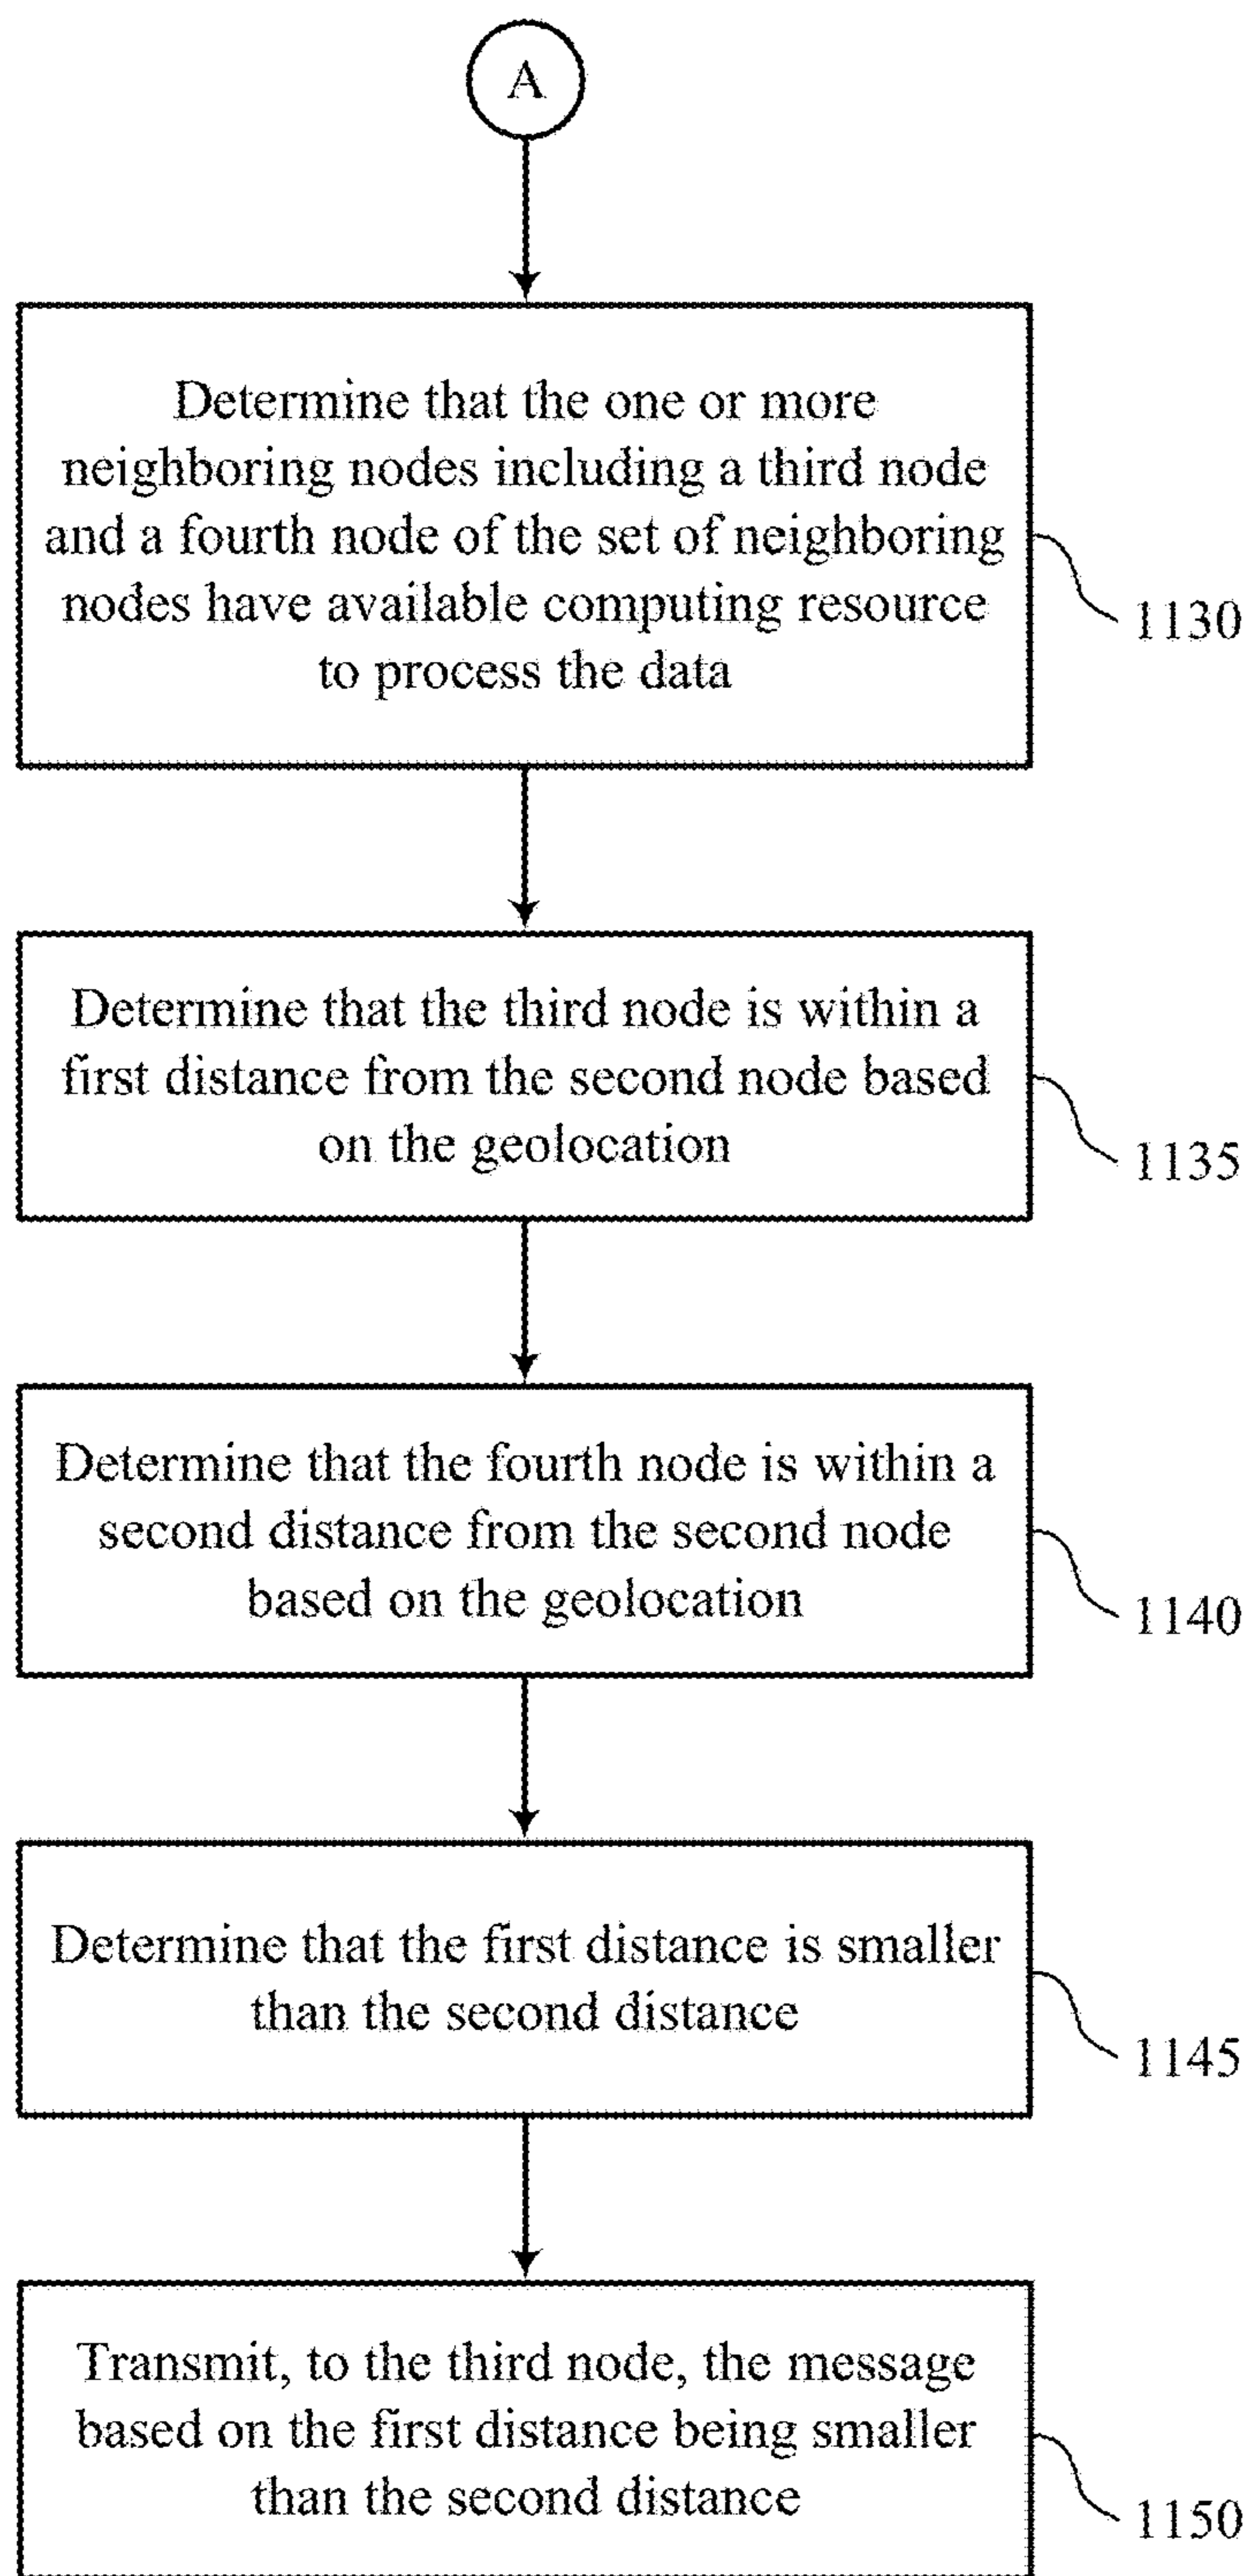 A
Determine that the one or more
neighboring nodes including a third node
and a fourth node of the set of neighboring
nodes have available computing resource
to process the data
1130
Determine that the third node is within a
first distance from the second node based
on the geolocation
1135
Determine that the fourth node is within a
second distance from the second node
based on the geolocation
1140
Determine that the first distance is smaller
than the second distance
1145
Transmit, to the third node, the message
based on the first distance being smaller
than the second distance
1150